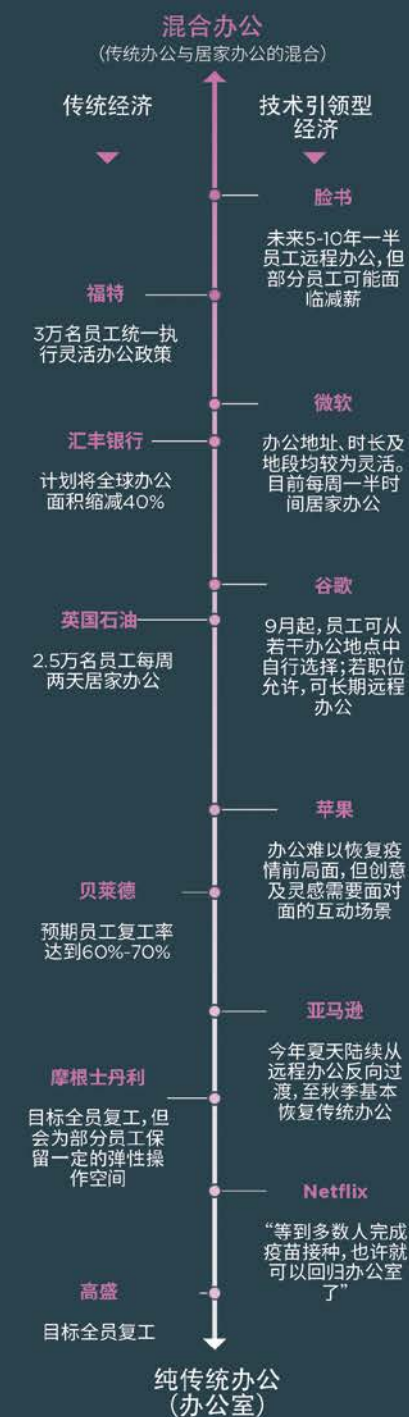 混合办公
(传统办公与居家办公的混合)
传统经济
技术引领型
经济
脸书
未来5-10年一半
员工远程办公,但
部分员工可能面
临减薪
福特
3万名员工统一执
行灵活办公政策
微软
办公地址、时长及
地段均较为灵活。
目前每周一半时
间居家办公
汇丰银行
计划将全球办公
面积缩减40%
谷歌
9月起,员工可从
若干办公地点中
自行选择;若职位
允许,可长期远程
办公
英国石油
2.5万名员工每周
两天居家办公
苹果
办公难以恢复疫
情前局面,但创意
及灵感需要面对
面的互动场景
贝莱德
预期员工复工率
达到60%-70%
亚马逊
今年夏天陆续从
远程办公反向过
渡,至秋季基本
恢复传统办公
摩根士丹利
目标全员复工,但
会为部分员工保
留一定的弹性操
作空间
Netflix
“等到多数人完成
疫苗接种,也许就
可以回归办公室
了”
高盛
目标全员复工
纯传统办公
(办公室)